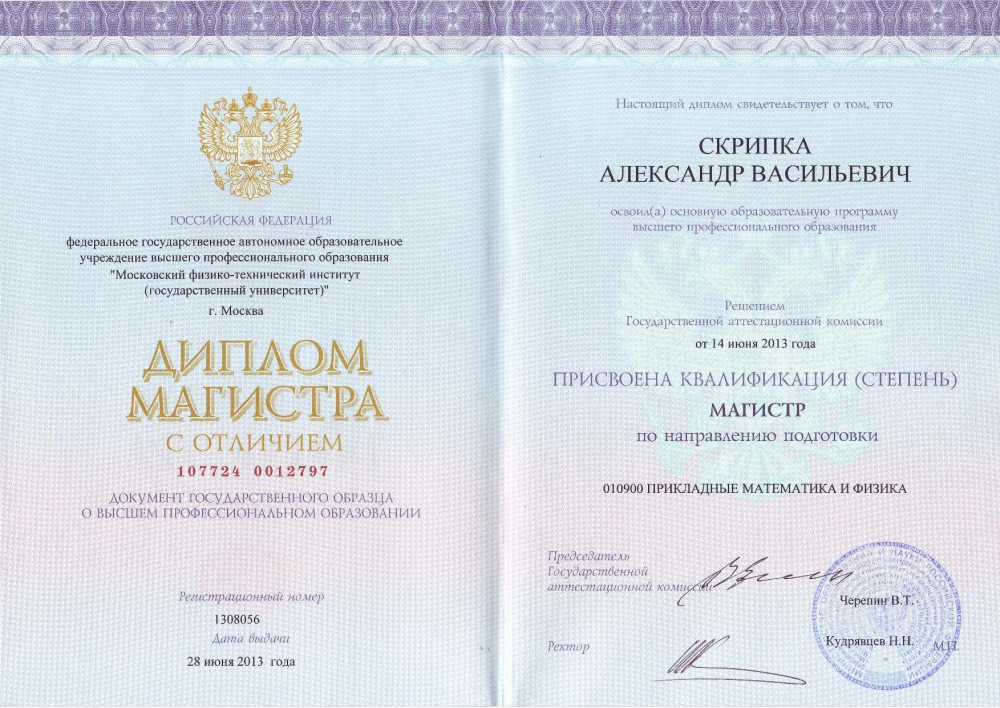 РОССИЙСКАЯ ФЕДЕРАЦИЯ
федеральное государственное автономное образовательное
учреждение высшего профессионального образования
"Московский физико-технический институт
(государственный университет)"
г. Москва
ДИПЛОМ
МАГИСТРА
С ОТЛИЧИЕМ
107724 0012797
ДОКУМЕНТ ГОСУДАРСТВЕННОГО ОБРАЗЦА
О ВЫСШЕМ ПРОФЕССИОНАЛЬНОМ ОБРАЗОВАНИИ
Регистрационный номер
1308056
Дата выдачи
28 июня 2013 года
Настоящий диплом свидетельствует о том, что
СКРИПКА
АЛЕКСАНДР ВАСИЛЬЕВИЧ
освоил(а) основную образовательную программу
высшего профессионального образования
Решением
Государственной аттестационной комиссии
от 14 июня 2013 года
ПРИСВОЕНА КВАЛИФИКАЦИЯ (СТЕПЕНЬ)
МАГИСТР
по направлению подготовки
010900 ПРИКЛАДНЫЕ МАТЕМАТИКА И ФИЗИКА
Председатель
Государственной
аттестационной комиссии
Черепин В.Т.
Ректор
Кудрявцев Н.Н.
М.П.